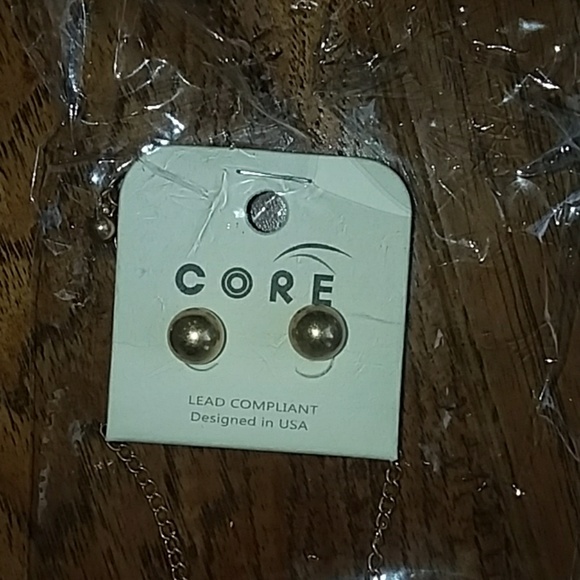 CORE
LEAD COMPLIANT
Designed in USA